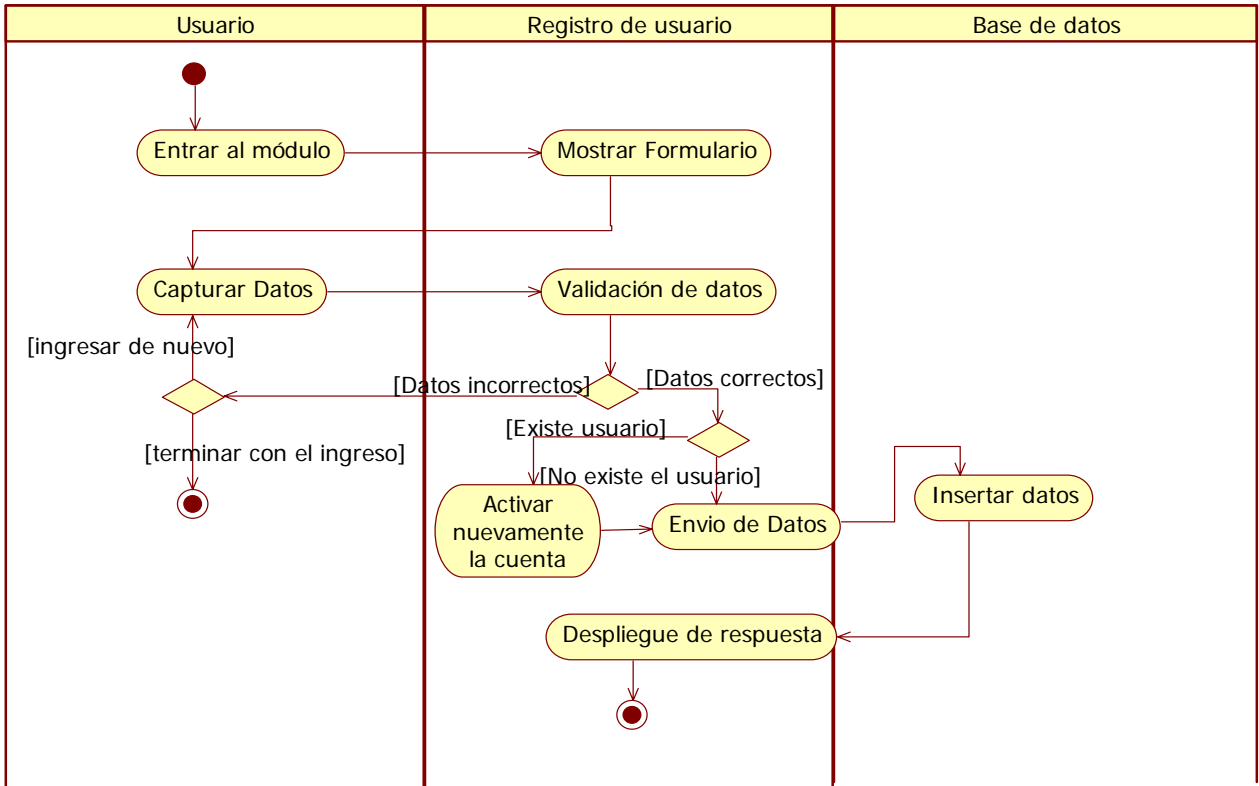 Usuario
Registro de usuario
Base de datos
Entrar al módulo
Mostrar Formulario
Capturar Datos
Validación de datos
[ingresar de nuevo]
[Datos incorrectos]
[Datos correctos]
[Existe usuario]
[terminar con el ingreso]
[No existe el usuario]
Activar
nuevamente
la cuenta
Envio de Datos
Insertar datos
Despliegue de respuesta